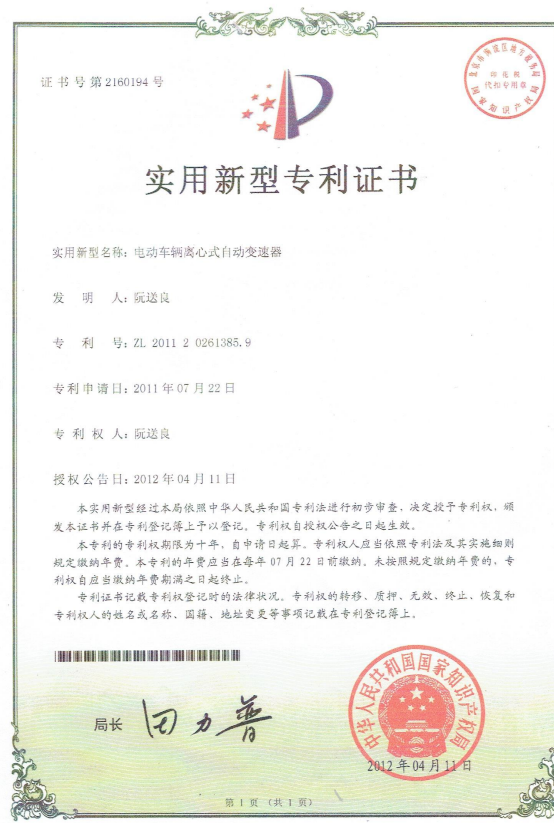 证书号第2160194号
印花税
代扣专用章
实用新型专利证书
实用新型名称：电动车辆离心式自动变速器
发 明 人：阮送良
专 利 号：ZL 2011 2 0261385.9
专利申请日：2011年07月22日
专 利 权 人：阮送良
授权公告日：2012年04月11日
本实用新型经过本局依照中华人民共和国专利法进行初步审查，决定授予专利权，颁
发本证书并在专利登记簿上予以登记。专利权自授权公告之日起生效。
本专利的专利权期限为十年，自申请日起算。专利权人应当依照专利法及其实施细则
规定缴纳年费。本专利的年费应当在每年07月22日前缴纳。未按照规定缴纳年费的，专
利权自应当缴纳年费期满之日起终止。
专利证书记载专利权登记时的法律状况。专利权的转移、质押、无效、终止、恢复和
专利权人的姓名或名称、国籍、地址变更等事项记载在专利登记簿上。
局长 田力普
中华人民共和国国家知识产权局
2012年04月11日
第1页（共1页）